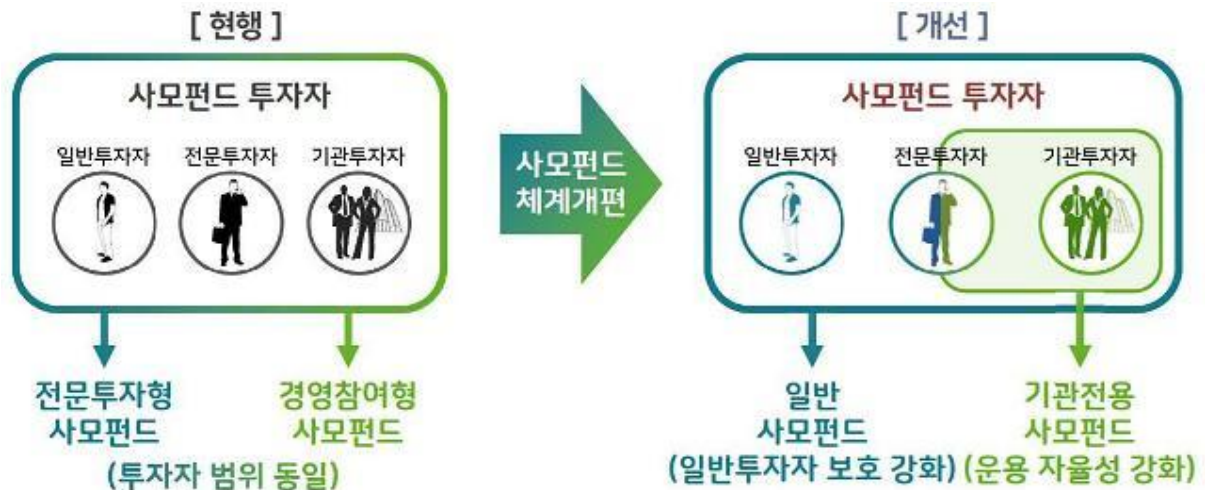 [ 현행 ]
사모펀드 투자자
일반투자자 전문투자자 기관투자자
전문투자형
사모펀드
경영참여형
사모펀드
(투자자 범위 동일)
사모펀드
체계개편
[ 개선 ]
사모펀드 투자자
일반투자자 전문투자자 기관투자자
일반
사모펀드
(일반투자자 보호 강화)
기관전용
사모펀드
(운용 자율성 강화)